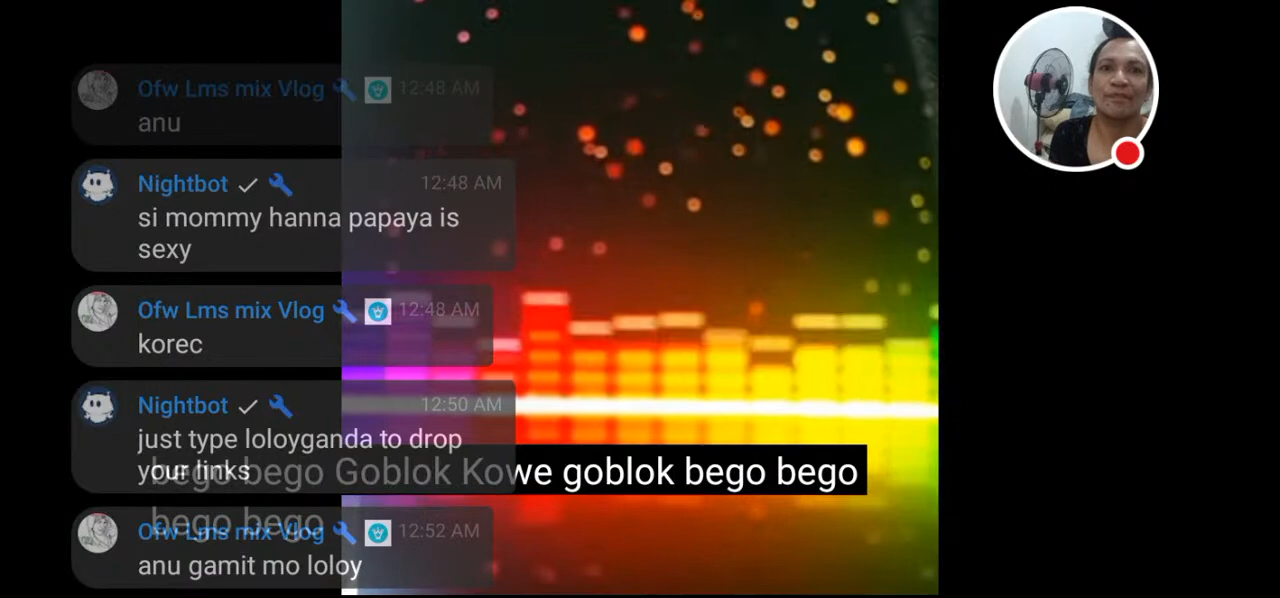 Ofw Lms mix Vlog 12:48 AM
anu
Nightbot 12:48 AM
si mommy hanna papaya is
sexy
Ofw Lms mix Vlog 12:48 AM
korec
Nightbot 12:50 AM
just type loloyganda to drop
your links
bego bego Goblok Kowe goblok bego bego
bego bego
Ofw Lms mix Vlog 12:52 AM
anu gamit mo loloy